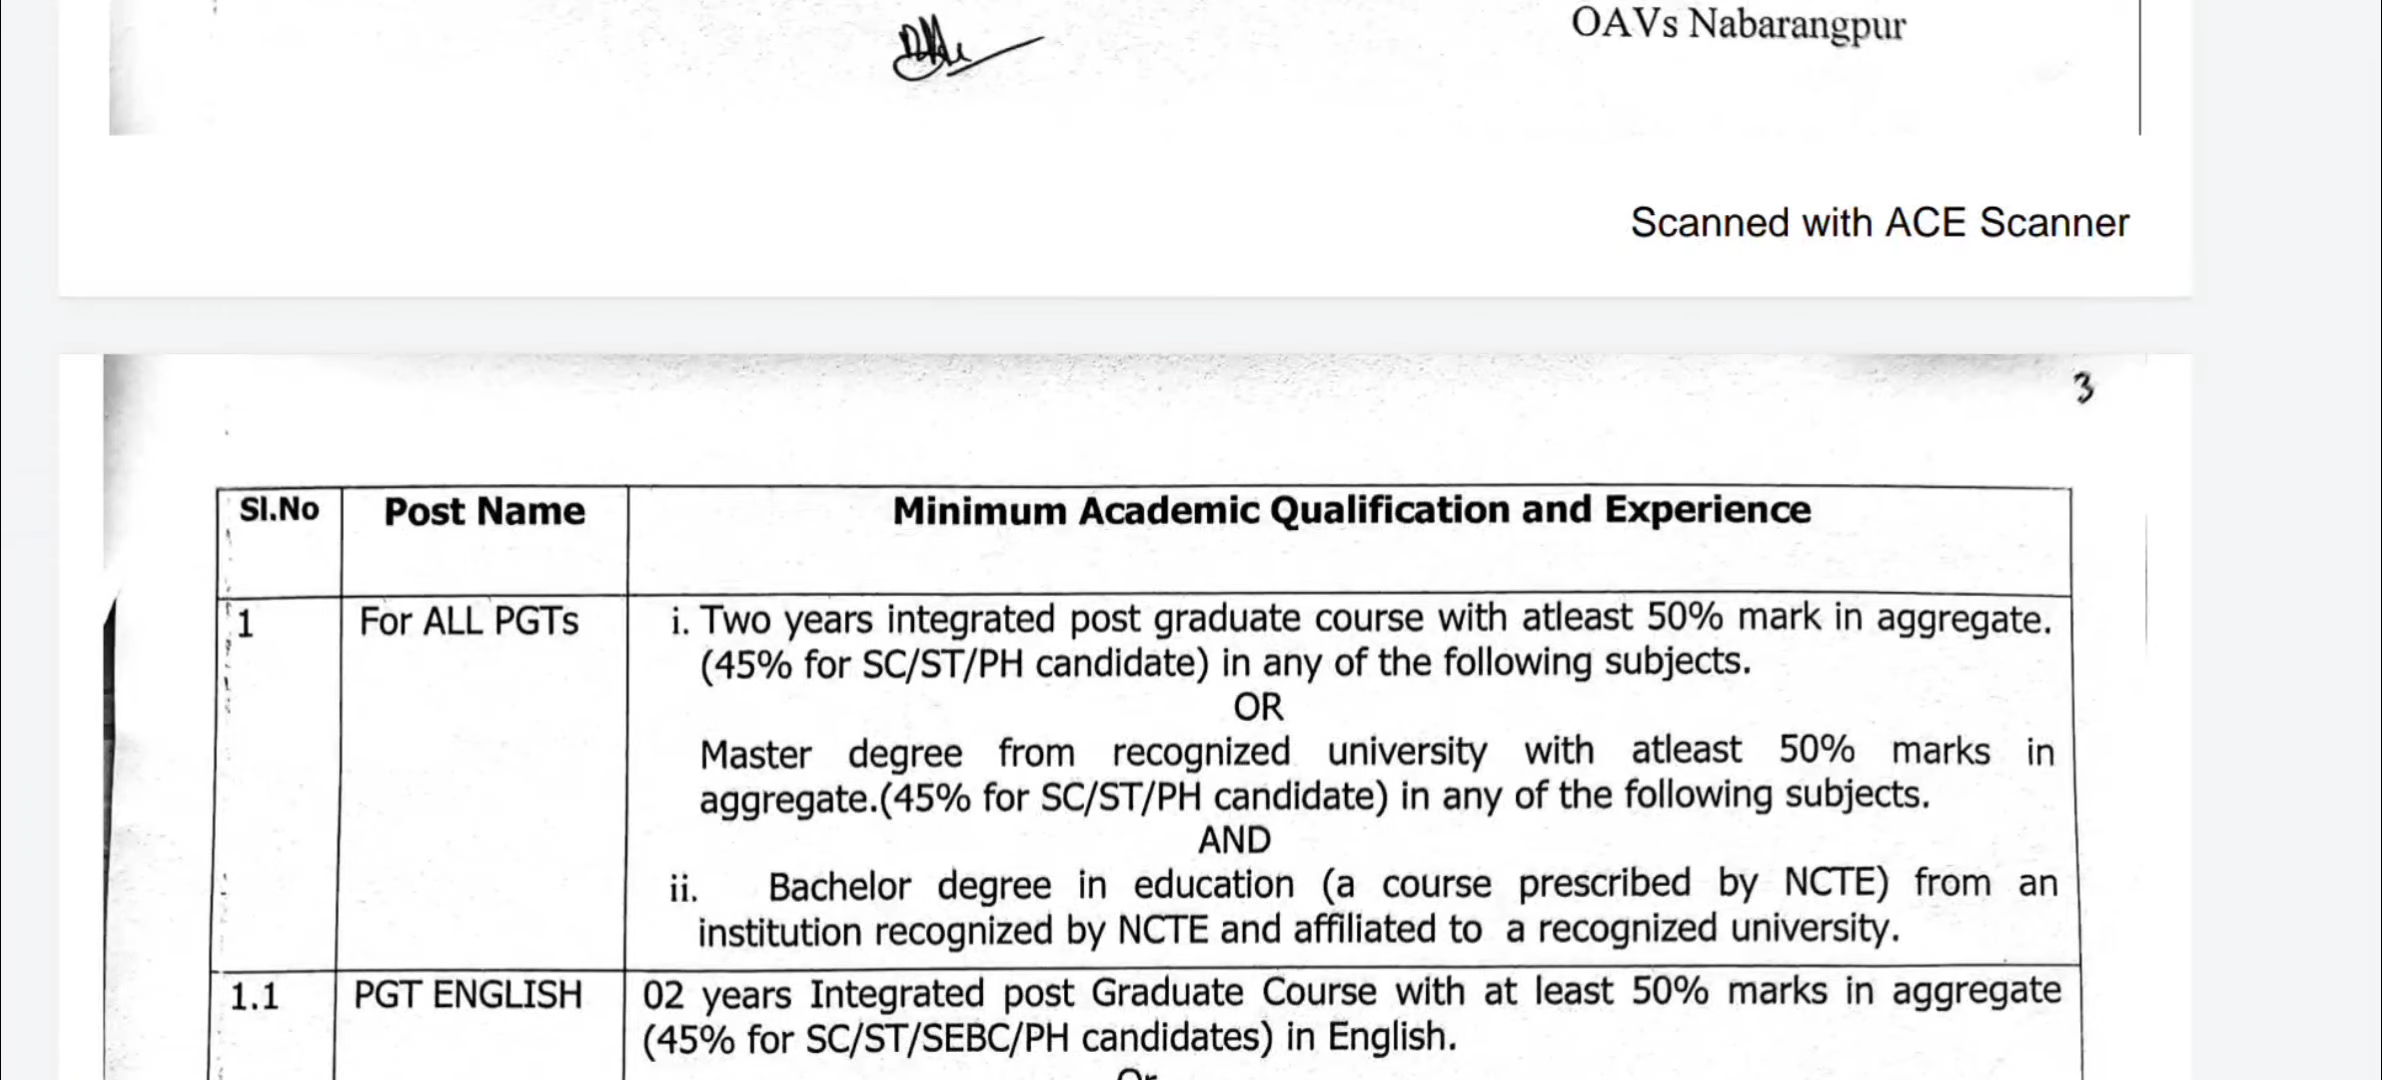 OAVs Nabarangpur
Scanned with ACE Scanner
3
Sl.No Post Name Minimum Academic Qualification and Experience
1 For ALL PGTs i. Two years integrated post graduate course with atleast 50% mark in aggregate.
(45% for SC/ST/PH candidate) in any of the following subjects.
OR
Master degree from recognized university with atleast 50% marks in
aggregate.(45% for SC/ST/PH candidate) in any of the following subjects.
AND
ii. Bachelor degree in education (a course prescribed by NCTE) from an
institution recognized by NCTE and affiliated to a recognized university.
1.1 PGT ENGLISH 02 years Integrated post Graduate Course with at least 50% marks in aggregate
(45% for SC/ST/SEBC/PH candidates) in English.
Or